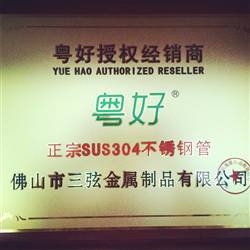 粤好授权经销商
YUE HAO AUTHORIZED RESELLER
粤好®
正宗SUS304不锈钢管
佛山市三弦金属制品有限公司